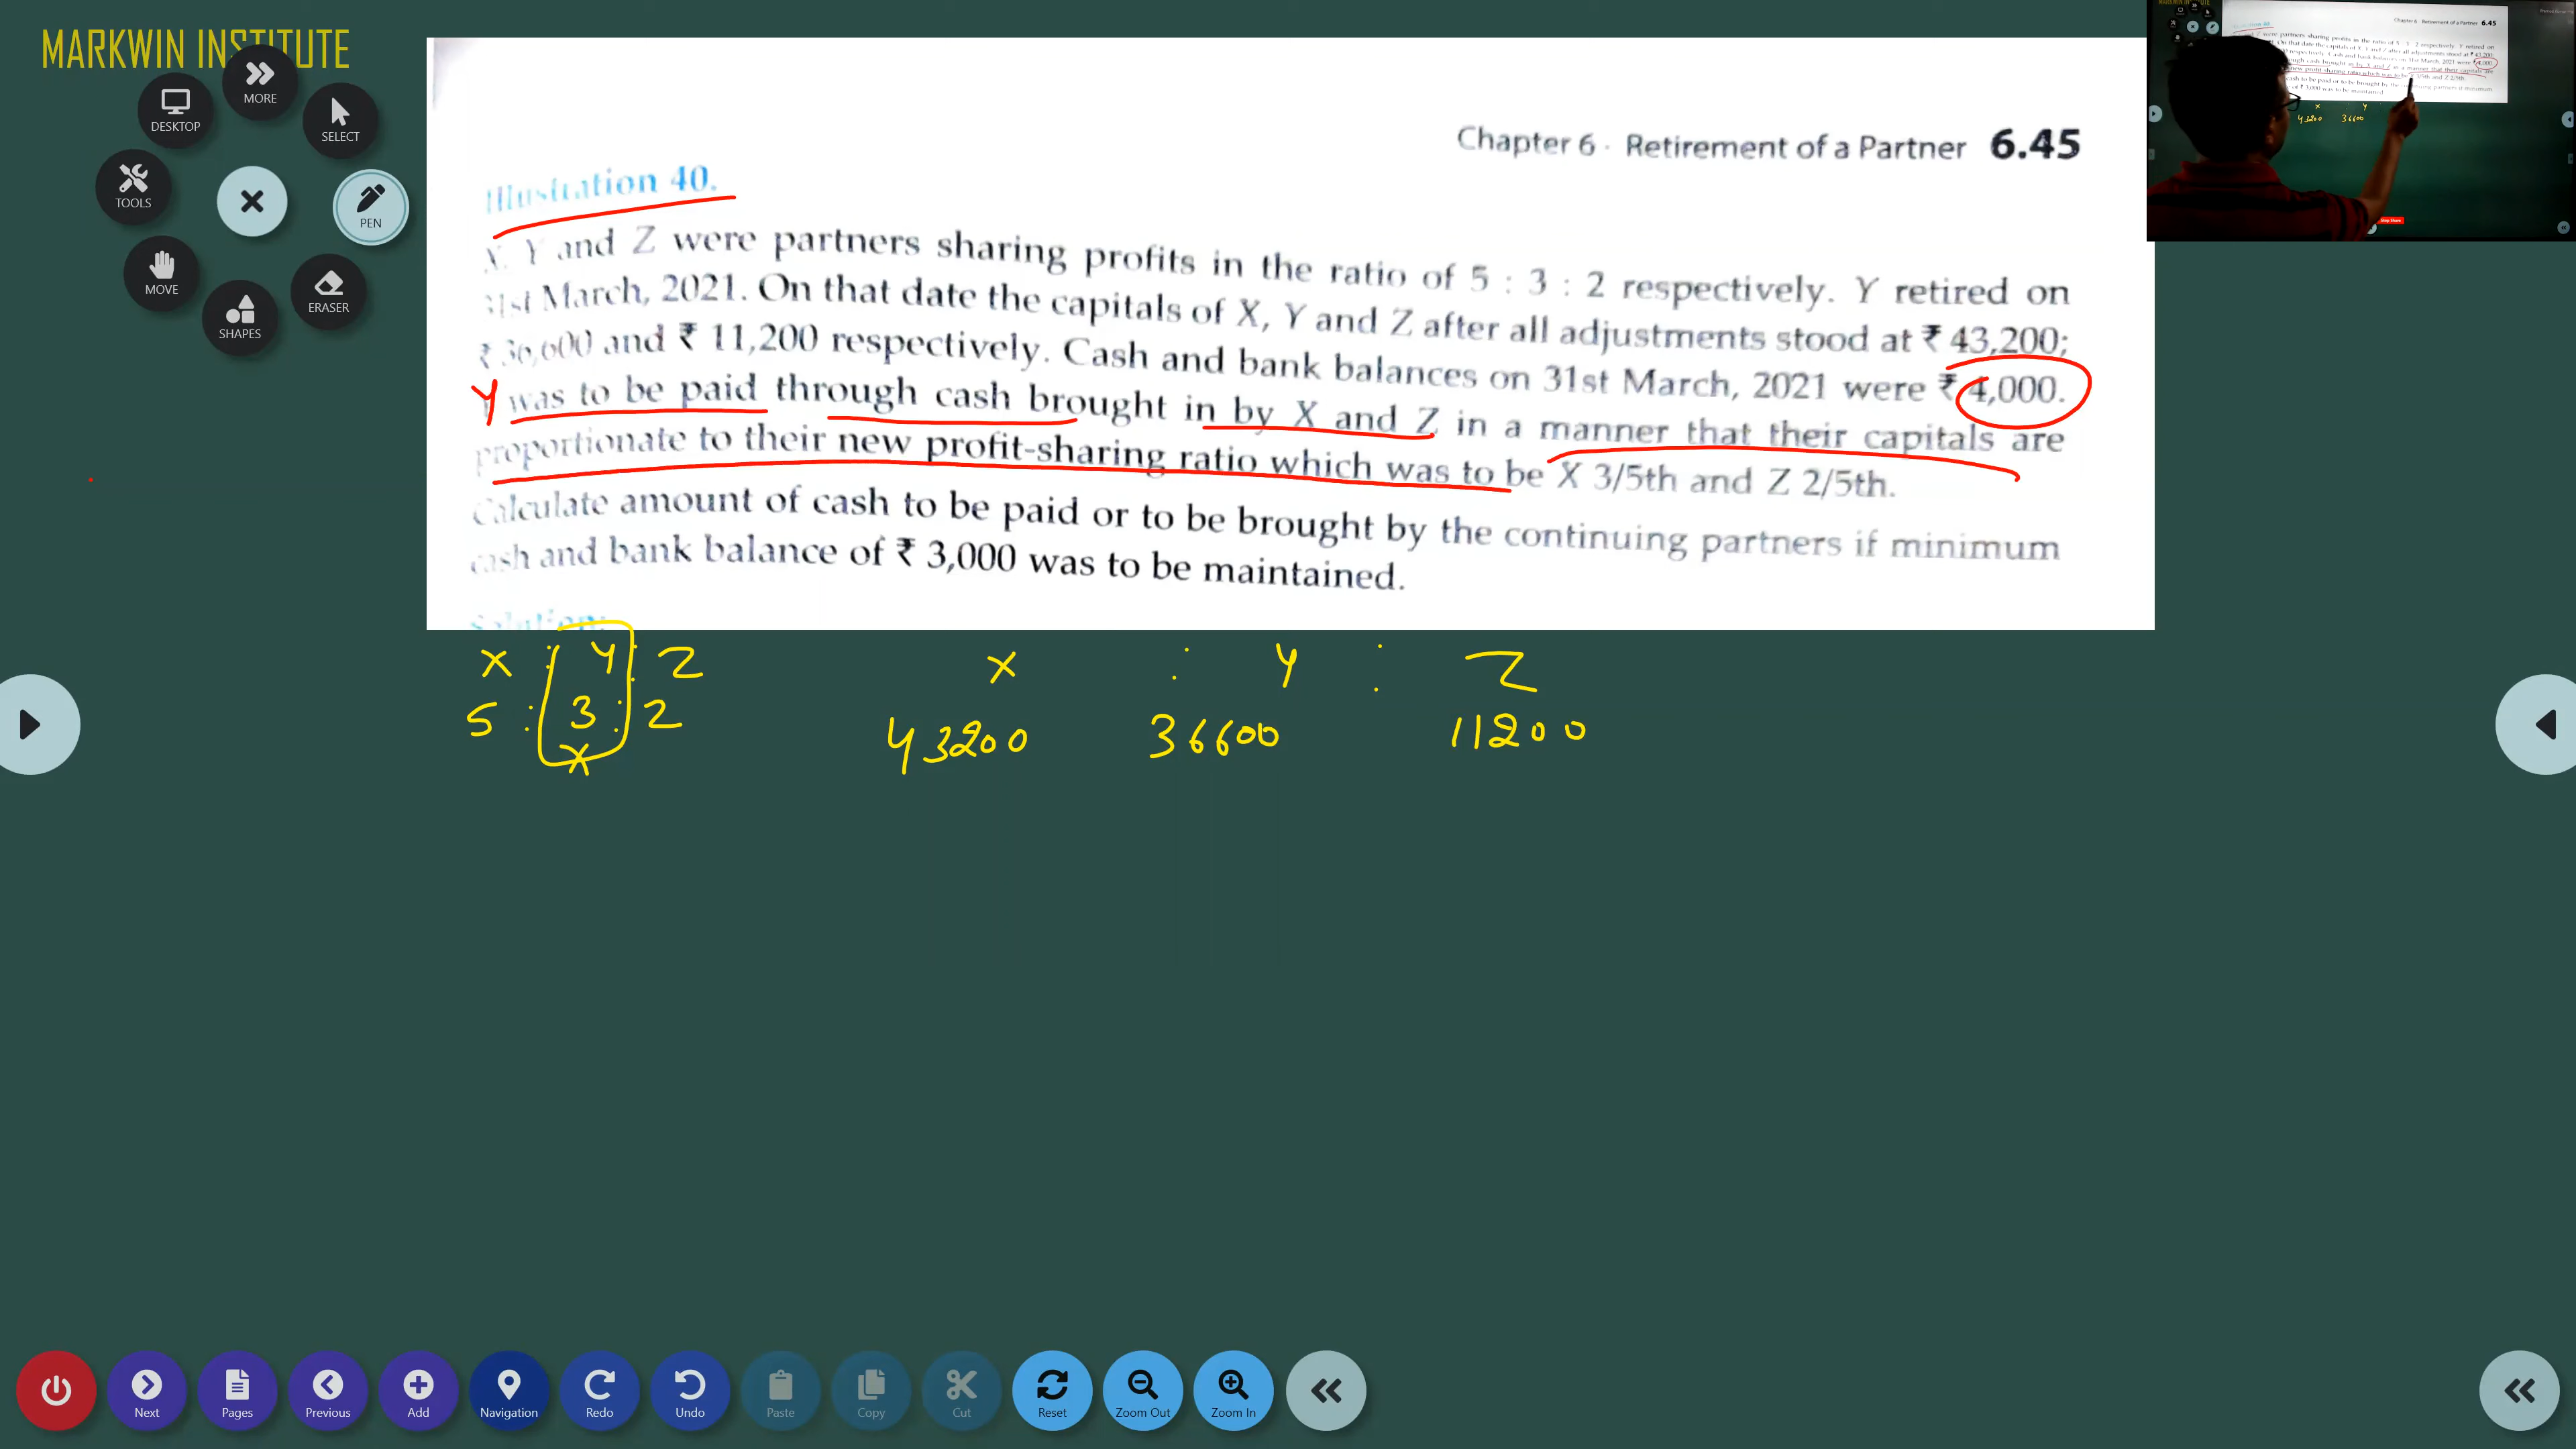 MARKWIN INSTITUTE
MORE
DESKTOP
SELECT
TOOLS
PEN
MOVE
ERASER
SHAPES
Chapter 6 · Retirement of a Partner 6.45
Illustration 40.
X, Y and Z were partners sharing profits in the ratio of 5 : 3 : 2 respectively. Y retired on
31st March, 2021. On that date the capitals of X, Y and Z after all adjustments stood at ₹ 43,200;
₹ 36,600 and ₹ 11,200 respectively. Cash and bank balances on 31st March, 2021 were ₹ 4,000.
Y was to be paid through cash brought in by X and Z in a manner that their capitals are
proportionate to their new profit-sharing ratio which was to be X 3/5th and Z 2/5th.
Calculate amount of cash to be paid or to be brought by the continuing partners if minimum
cash and bank balance of ₹ 3,000 was to be maintained.
Solution:
X : Y : Z
5 : 3 : 2
X
X : Y : Z
43200 36600 11200
Next
Pages
Previous
Add
Navigation
Redo
Undo
Paste
Copy
Cut
Reset
Zoom Out
Zoom In